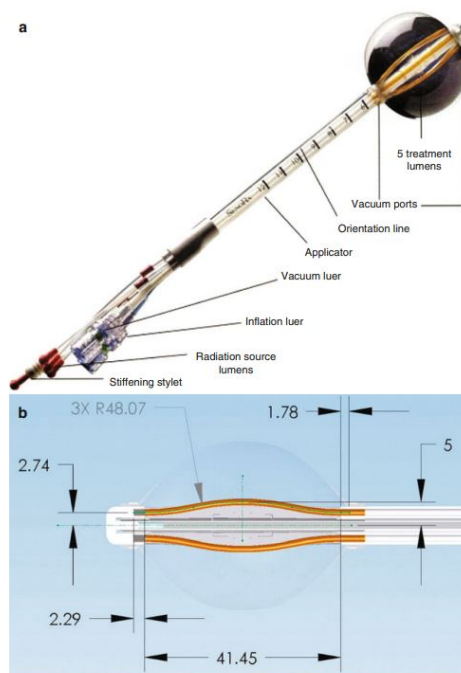 a
5 treatment
lumens
Vacuum ports
Orientation line
Applicator
Vacuum luer
Inflation luer
Radiation source
lumens
Stiffening stylet
b
3X R48.07
1.78
2.74
5
2.29
41.45